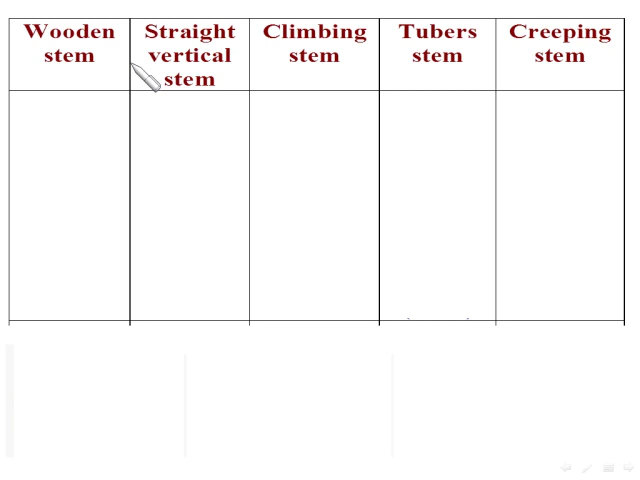 Wooden stem
Straight vertical stem
Climbing stem
Tubers stem
Creeping stem